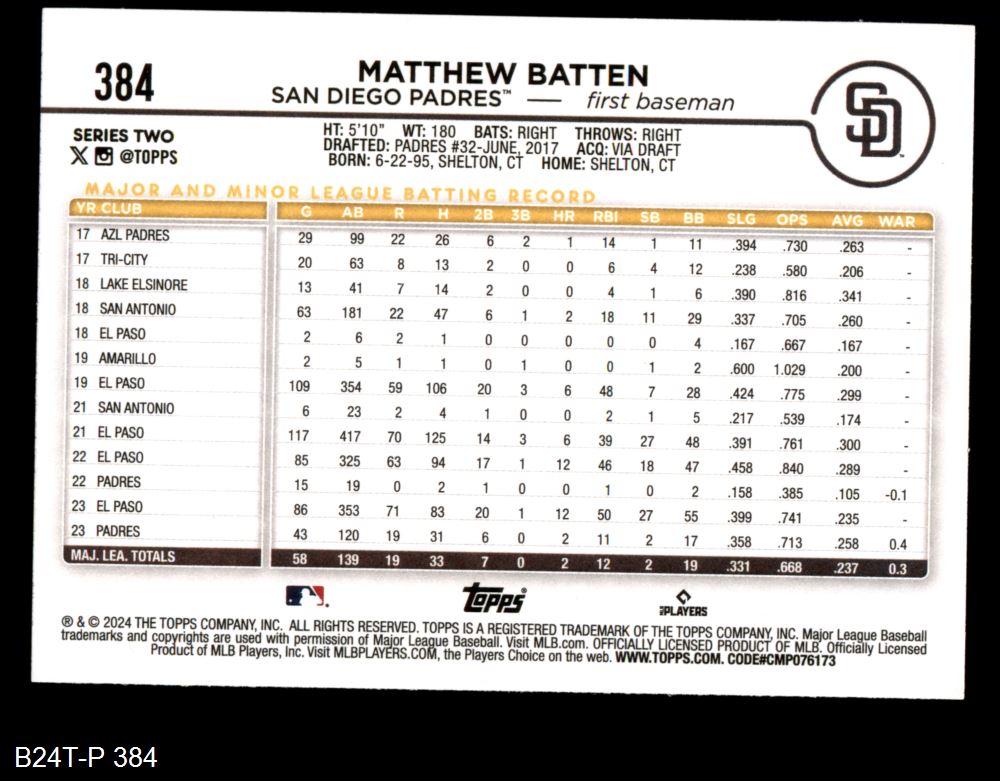 384
MATTHEW BATTEN
SAN DIEGO PADRES™ — first baseman
SD
SERIES TWO
X @TOPPS
HT: 5'10" WT: 180 BATS: RIGHT THROWS: RIGHT
DRAFTED: PADRES #32-JUNE, 2017 ACQ: VIA DRAFT
BORN: 6-22-95, SHELTON, CT HOME: SHELTON, CT
MAJOR AND MINOR LEAGUE BATTING RECORD
YR CLUB G AB R H 2B 3B HR RBI SB BB SLG OPS AVG WAR
17 AZL PADRES 29 99 22 26 6 2 1 14 1 11 .394 .730 .263 -
17 TRI-CITY 20 63 8 13 2 0 0 6 4 12 .238 .580 .206 -
18 LAKE ELSINORE 13 41 7 14 2 0 0 4 1 6 .390 .816 .341 -
18 SAN ANTONIO 63 181 22 47 6 1 2 18 11 29 .337 .705 .260 -
18 EL PASO 2 6 2 1 0 0 0 0 0 4 .167 .667 .167 -
19 AMARILLO 2 5 1 1 0 1 0 0 1 2 .600 1.029 .200 -
19 EL PASO 109 354 59 106 20 3 6 48 7 28 .424 .775 .299 -
21 SAN ANTONIO 6 23 2 4 1 0 0 2 1 5 .217 .539 .174 -
21 EL PASO 117 417 70 125 14 3 6 39 27 48 .391 .761 .300 -
22 EL PASO 85 325 63 94 17 1 12 46 18 47 .458 .840 .289 -
22 PADRES 15 19 0 2 1 0 0 1 0 2 .158 .385 .105 -0.1
23 EL PASO 86 353 71 83 20 1 12 50 27 55 .399 .741 .235 -
23 PADRES 43 120 19 31 6 0 2 11 2 17 .358 .713 .258 0.4
MAJ. LEA. TOTALS 58 139 19 33 7 0 2 12 2 19 .331 .668 .237 0.3
Topps® MLB PLAYERS
® & © 2024 THE TOPPS COMPANY, INC. ALL RIGHTS RESERVED. TOPPS IS A REGISTERED TRADEMARK OF THE TOPPS COMPANY, INC. Major League Baseball
trademarks and copyrights are used with permission of Major League Baseball. Visit MLB.com. OFFICIALLY LICENSED PRODUCT OF MLB. Officially Licensed
Product of MLB Players, Inc. Visit MLBPLAYERS.COM, the Players Choice on the web. WWW.TOPPS.COM. CODE#CMP076173
B24T-P 384